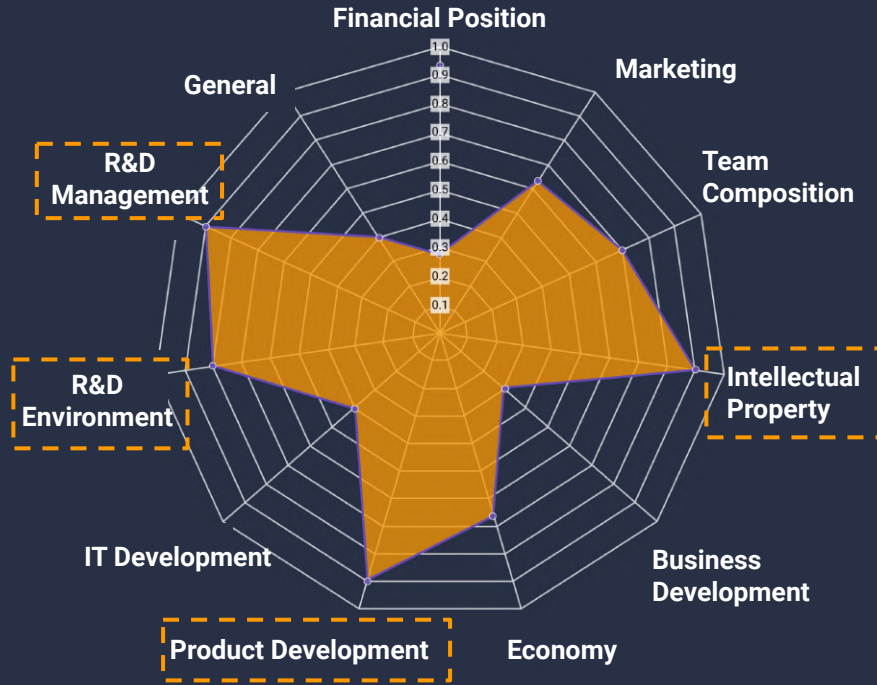 Financial Position
1.0
0.9
0.8
0.7
0.6
0.5
0.4
0.3
0.2
0.1
Marketing
Team
Composition
Intellectual
Property
Business
Development
Economy
Product Development
IT Development
R&D
Environment
R&D
Management
General